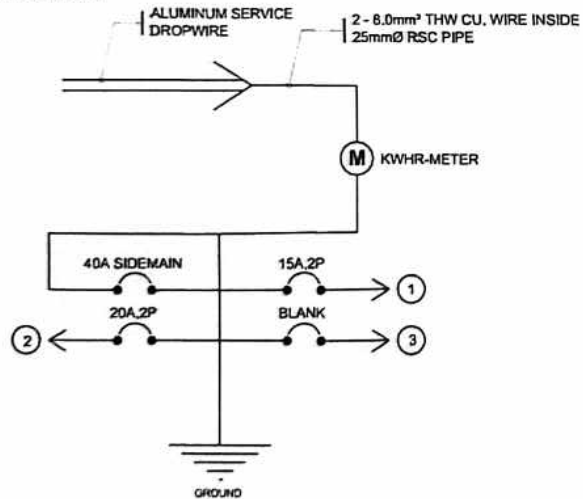 ALUMINUM SERVICE
DROPWIRE
2 - 8.0mm² THW CU. WIRE INSIDE
25mmØ RSC PIPE
M
KWHR-METER
40A SIDEMAIN
15A,2P
1
20A,2P
BLANK
2
3
GROUND